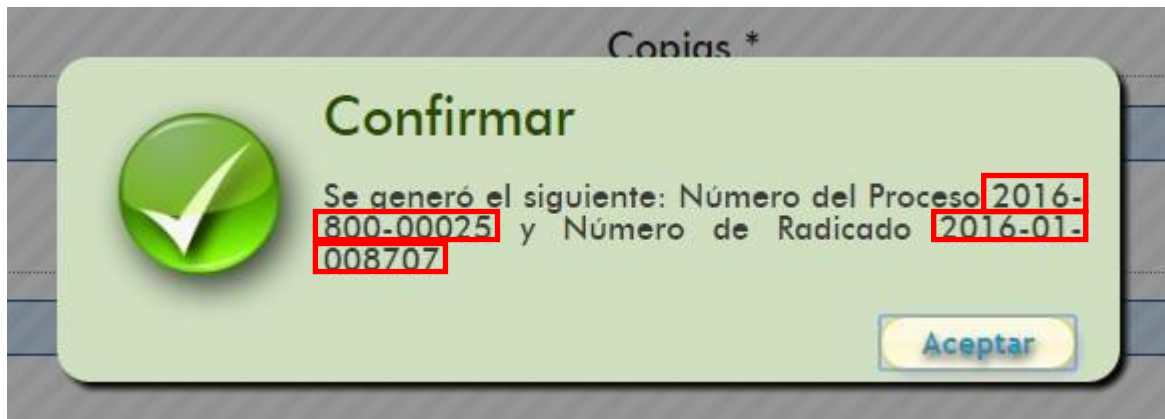 Copias *
Confirmar
Se generó el siguiente: Número del Proceso 2016-
800-00025 y Número de Radicado 2016-01-
008707
Aceptar